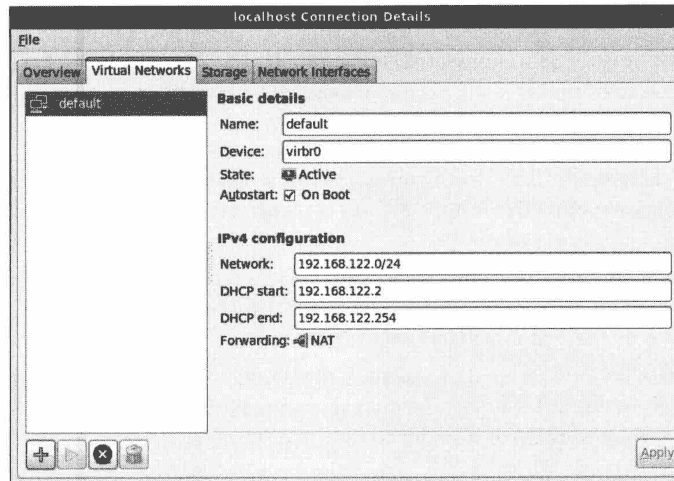 localhost Connection Details
File
Overview Virtual Networks Storage Network Interfaces
default
Basic details
Name: default
Device: virbr0
State: Active
Autostart: On Boot
IPv4 configuration
Network: 192.168.122.0/24
DHCP start: 192.168.122.2
DHCP end: 192.168.122.254
Forwarding: NAT
Apply